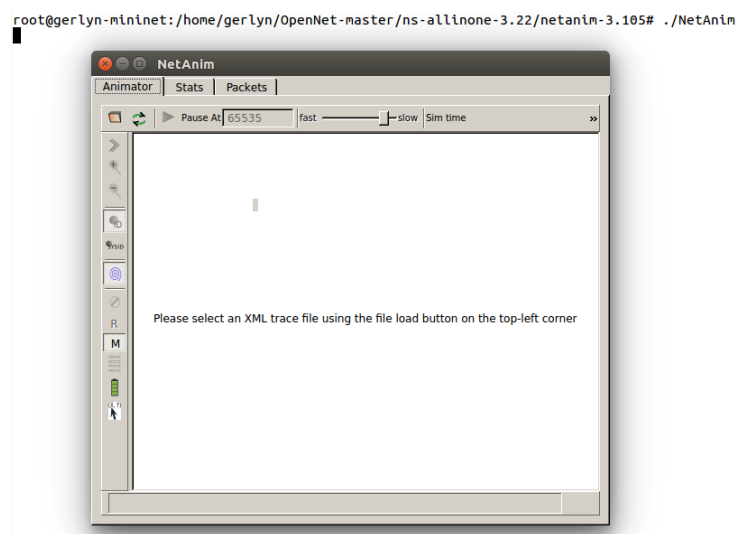 root@gerlyn-mininet:/home/gerlyn/OpenNet-master/ns-allinone-3.22/netanim-3.105# ./NetAnim
NetAnim
Animator Stats Packets
Pause At 65535 fast slow Sim time »
ID
SYSID
R
Please select an XML trace file using the file load button on the top-left corner
M